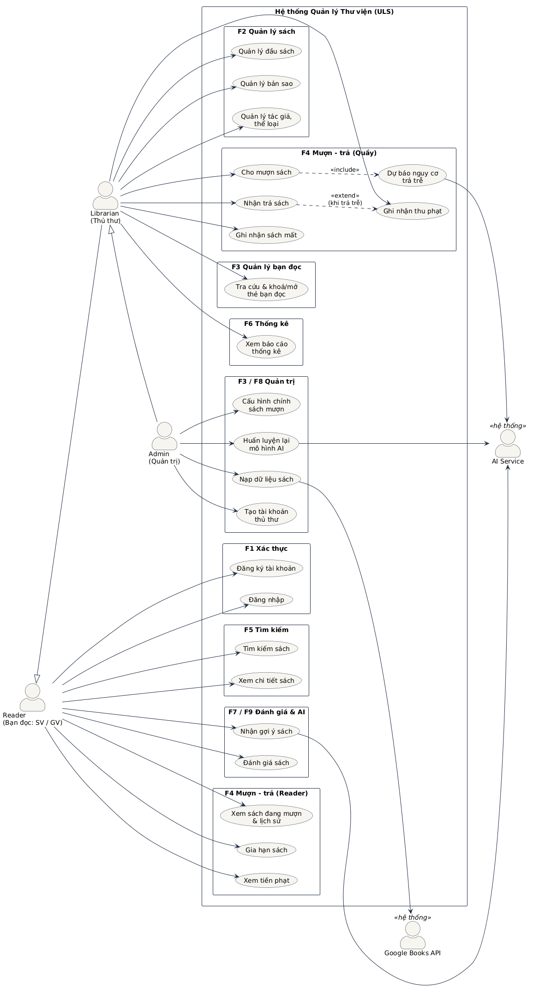 Hệ thống Quản lý Thư viện (ULS)
F2 Quản lý sách
Quản lý đầu sách
Quản lý bản sao
Quản lý tác giả,
thể loại
F4 Mượn - trả (Quầy)
Cho mượn sách
«include»
Dự báo nguy cơ
trả trễ
Nhận trả sách
«extend»
(khi trả trễ)
Ghi nhận thu phạt
Ghi nhận sách mất
Librarian
(Thủ thư)
F3 Quản lý bạn đọc
Tra cứu & khoá/mở
thẻ bạn đọc
F6 Thống kê
Xem báo cáo
thống kê
F3 / F8 Quản trị
Cấu hình chính
sách mượn
Huấn luyện lại
mô hình AI
Nạp dữ liệu sách
Tạo tài khoản
thủ thư
Admin
(Quản trị)
«hệ thống»
AI Service
F1 Xác thực
Đăng ký tài khoản
Đăng nhập
F5 Tìm kiếm
Tìm kiếm sách
Xem chi tiết sách
Reader
(Bạn đọc: SV / GV)
F7 / F9 Đánh giá & AI
Nhận gợi ý sách
Đánh giá sách
F4 Mượn - trả (Reader)
Xem sách đang mượn
& lịch sử
Gia hạn sách
Xem tiền phạt
«hệ thống»
Google Books API